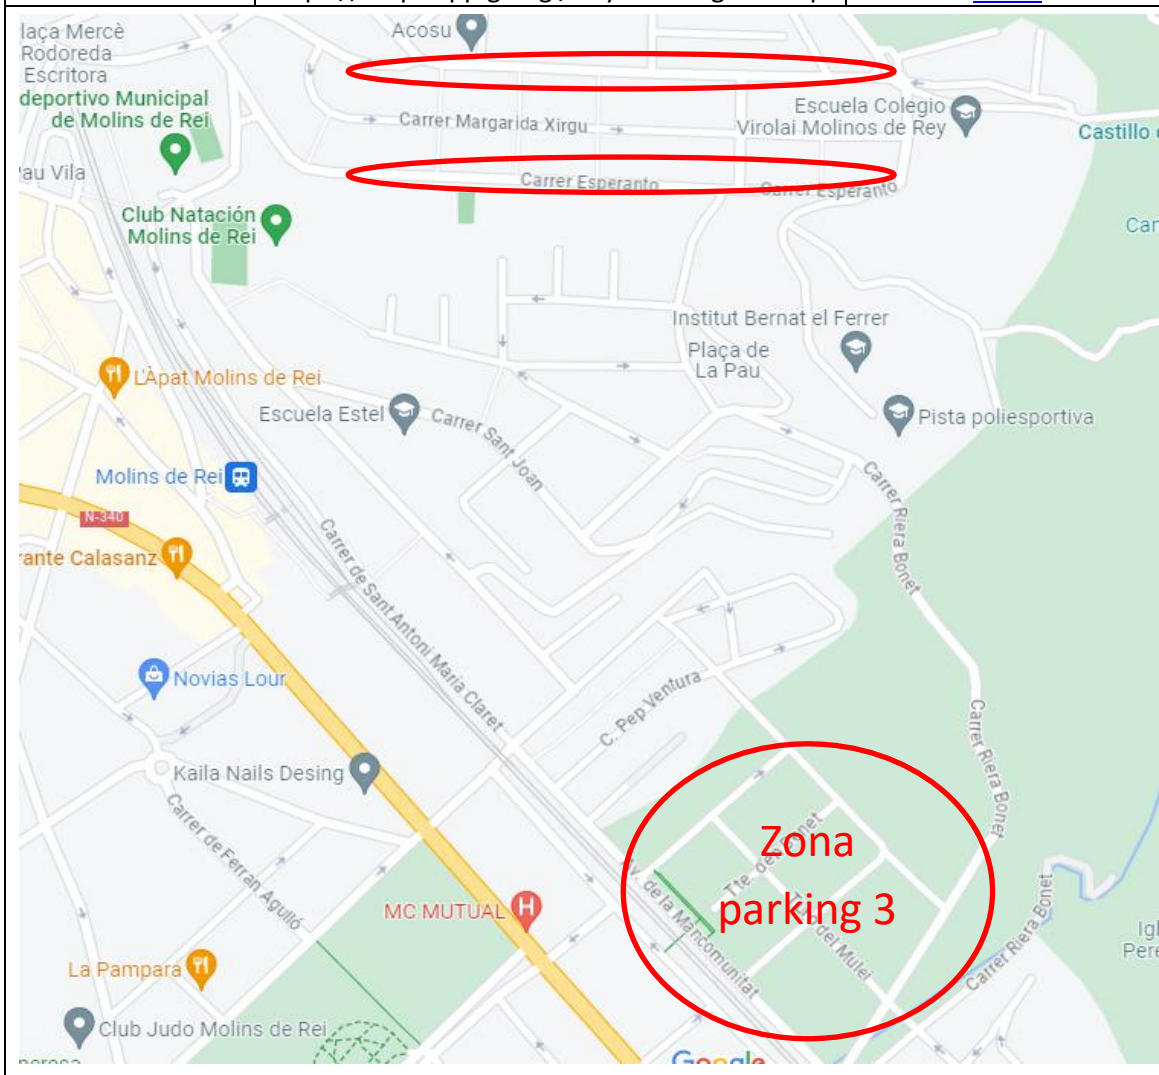 laça Mercè
Rodoreda
Escritora
Acosu
deportivo Municipal
de Molins de Rei
Carrer Margarida Xirgu
Escuela Colegio
Virolai Molinos de Rey
Castillo
au Vila
Carrer Esperanto
Carrer Esperanto
Club Natación
Molins de Rei
Car
Institut Bernat el Ferrer
Plaça de
La Pau
L'Àpat Molins de Rei
Escuela Estel
Carrer Sant Joan
Pista poliesportiva
Molins de Rei
Carrer Riera Bonet
N-340
rante Calasanz
Carrer de Sant Antoni Maria Claret
Novias Lour
C. Pep Ventura
Carrer Riera Bonet
Kaila Nails Desing
Carrer de Ferran Agulló
Zona
parking 3
Av. de la Mancomunitat
Bonet
del Mulei
Carrer Riera Bonet
MC MUTUAL
H
Igl
Pere
La Pampara
Club Judo Molins de Rei
Google